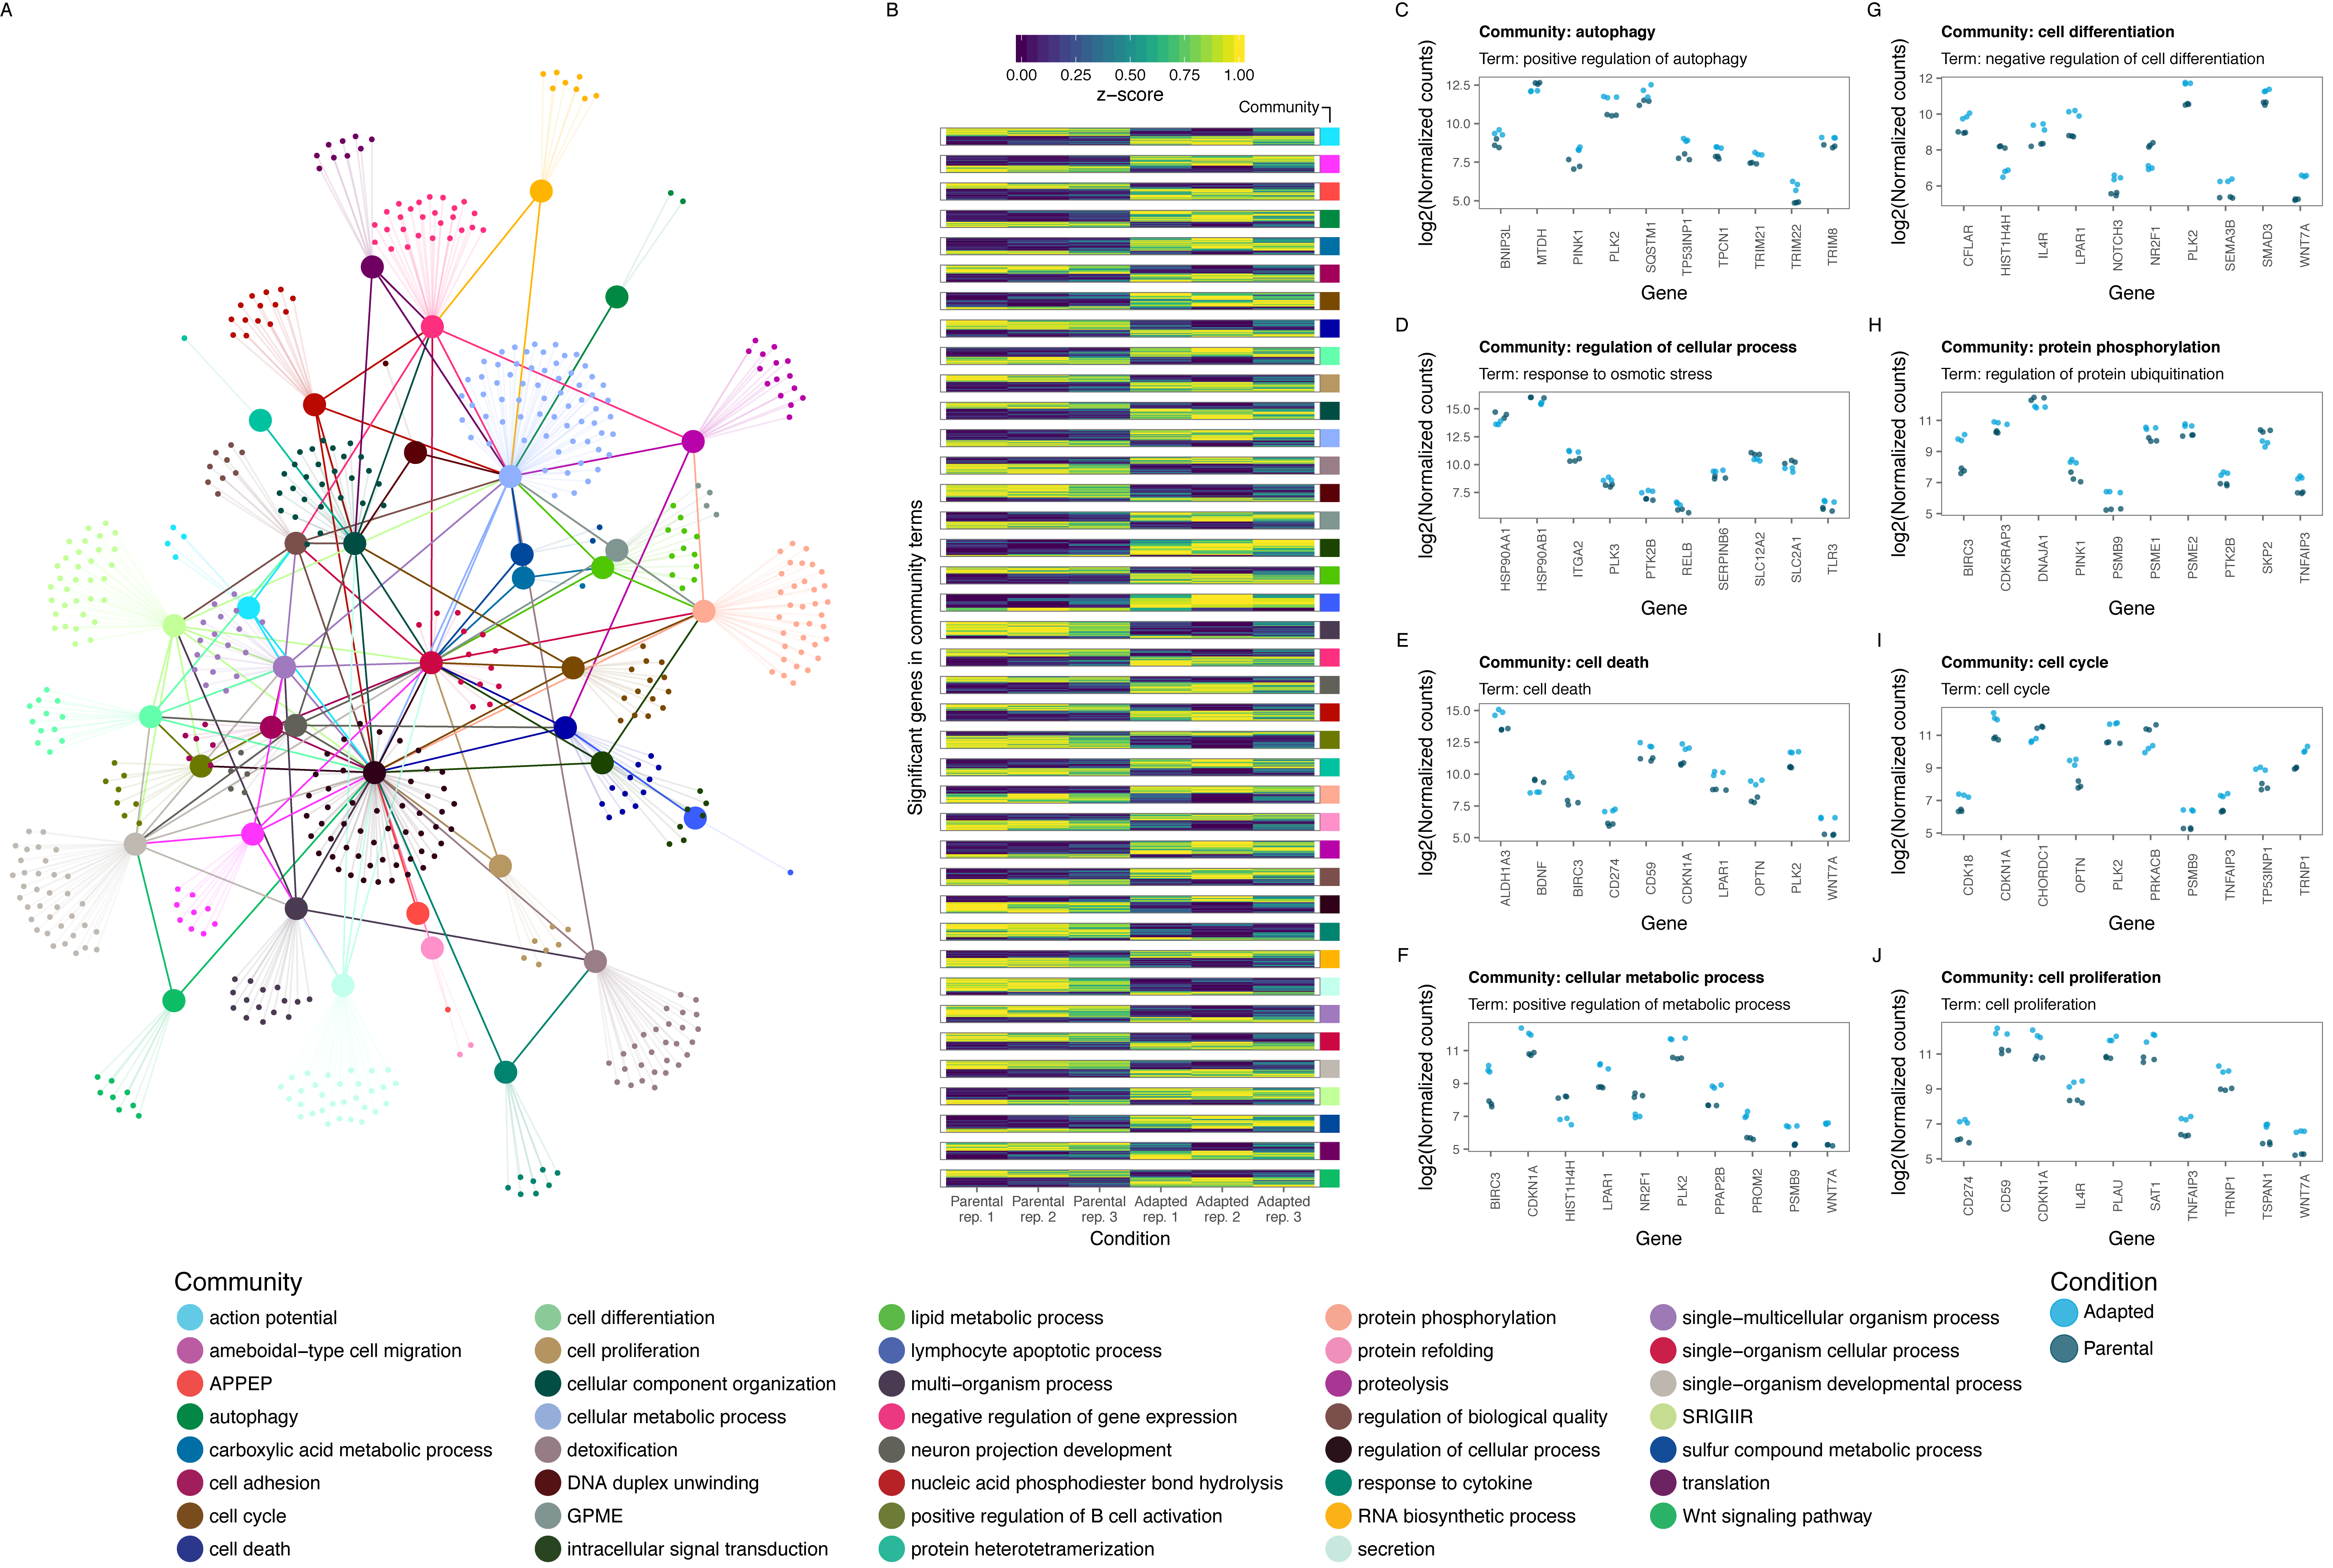 A
B
0.00 0.25 0.50 0.75 1.00
z−score
Community
Significant genes in community terms
Parental rep. 1
Parental rep. 2
Parental rep. 3
Adapted rep. 1
Adapted rep. 2
Adapted rep. 3
Condition
C
Community: autophagy
Term: positive regulation of autophagy
log2(Normalized counts)
12.5
10.0
7.5
5.0
BNIP3L MTDH PINK1 PLK2 SQSTM1 TP53INP1 TPCN1 TRIM21 TRIM22 TRIM8
Gene
D
Community: regulation of cellular process
Term: response to osmotic stress
log2(Normalized counts)
15.0
12.5
10.0
7.5
HSP90AA1 HSP90AB1 ITGA2 PLK3 PTK2B RELB SERPINB6 SLC12A2 SLC2A1 TLR3
Gene
E
Community: cell death
Term: cell death
log2(Normalized counts)
15.0
12.5
10.0
7.5
5.0
ALDH1A3 BDNF BIRC3 CD274 CD59 CDKN1A LPAR1 OPTN PLK2 WNT7A
Gene
F
Community: cellular metabolic process
Term: positive regulation of metabolic process
log2(Normalized counts)
11
9
7
5
BIRC3 CDKN1A HIST1H4H LPAR1 NR2F1 PLK2 PPAP2B PROM2 PSMB9 WNT7A
Gene
G
Community: cell differentiation
Term: negative regulation of cell differentiation
log2(Normalized counts)
12
10
8
6
CFLAR HIST1H4H IL4R LPAR1 NOTCH3 NR2F1 PLK2 SEMA3B SMAD3 WNT7A
Gene
H
Community: protein phosphorylation
Term: regulation of protein ubiquitination
log2(Normalized counts)
11
9
7
5
BIRC3 CDK5RAP3 DNAJA1 PINK1 PSMB9 PSME1 PSME2 PTK2B SKP2 TNFAIP3
Gene
I
Community: cell cycle
Term: cell cycle
log2(Normalized counts)
11
9
7
5
CDK18 CDKN1A CHORDC1 OPTN PLK2 PRKACB PSMB9 TNFAIP3 TP53INP1 TRNP1
Gene
J
Community: cell proliferation
Term: cell proliferation
log2(Normalized counts)
11
9
7
5
CD274 CD59 CDKN1A IL4R PLAU SAT1 TNFAIP3 TRNP1 TSPAN1 WNT7A
Gene
Community
action potential
ameboidal−type cell migration
APPEP
autophagy
carboxylic acid metabolic process
cell adhesion
cell cycle
cell death
cell differentiation
cell proliferation
cellular component organization
cellular metabolic process
detoxification
DNA duplex unwinding
GPME
intracellular signal transduction
lipid metabolic process
lymphocyte apoptotic process
multi−organism process
negative regulation of gene expression
neuron projection development
nucleic acid phosphodiester bond hydrolysis
positive regulation of B cell activation
protein heterotetramerization
protein phosphorylation
protein refolding
proteolysis
regulation of biological quality
regulation of cellular process
response to cytokine
RNA biosynthetic process
secretion
single−multicellular organism process
single−organism cellular process
single−organism developmental process
SRIGIIR
sulfur compound metabolic process
translation
Wnt signaling pathway
Condition
Adapted
Parental